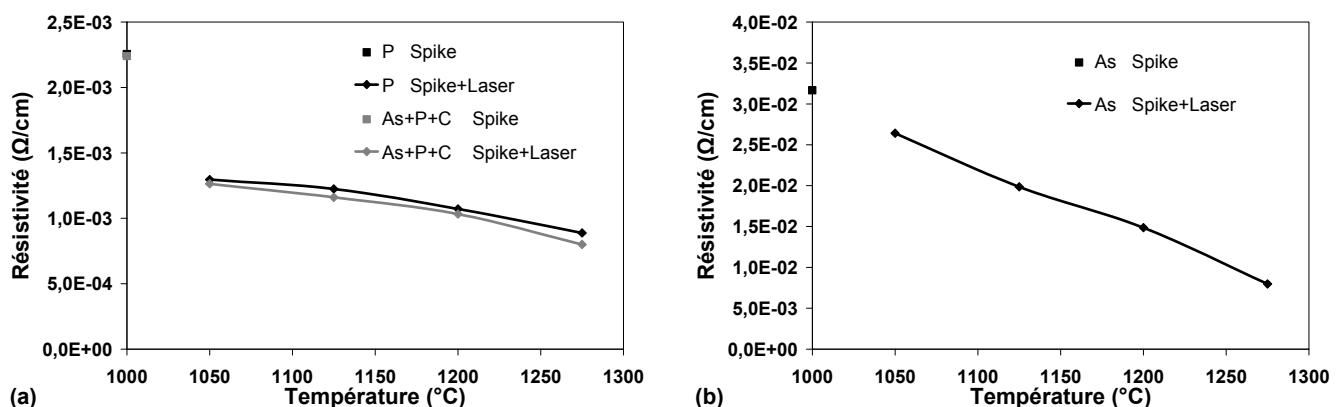 2,5E-03
2,0E-03
1,5E-03
1,0E-03
5,0E-04
0,0E+00
Résistivité (Ω/cm)
P Spike
P Spike+Laser
As+P+C Spike
As+P+C Spike+Laser
1000 1050 1100 1150 1200 1250 1300
Température (°C)
(a)
4,0E-02
3,5E-02
3,0E-02
2,5E-02
2,0E-02
1,5E-02
1,0E-02
5,0E-03
0,0E+00
Résistivité (Ω/cm)
As Spike
As Spike+Laser
1000 1050 1100 1150 1200 1250 1300
Température (°C)
(b)